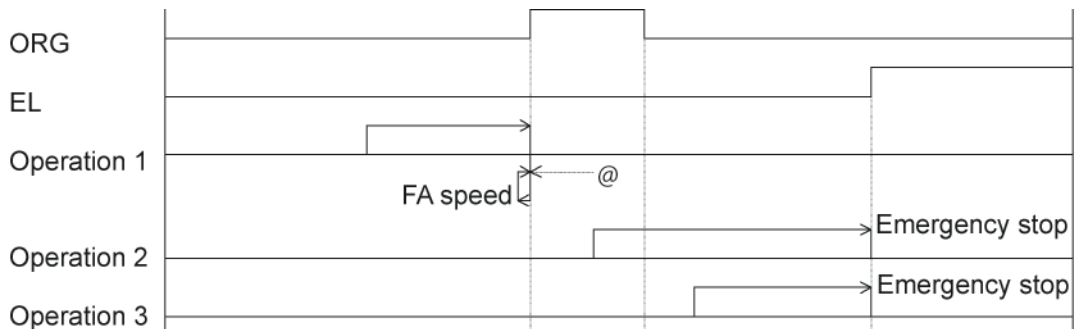 ORG
EL
Operation 1
@
FA speed
Emergency stop
Operation 2
Emergency stop
Operation 3